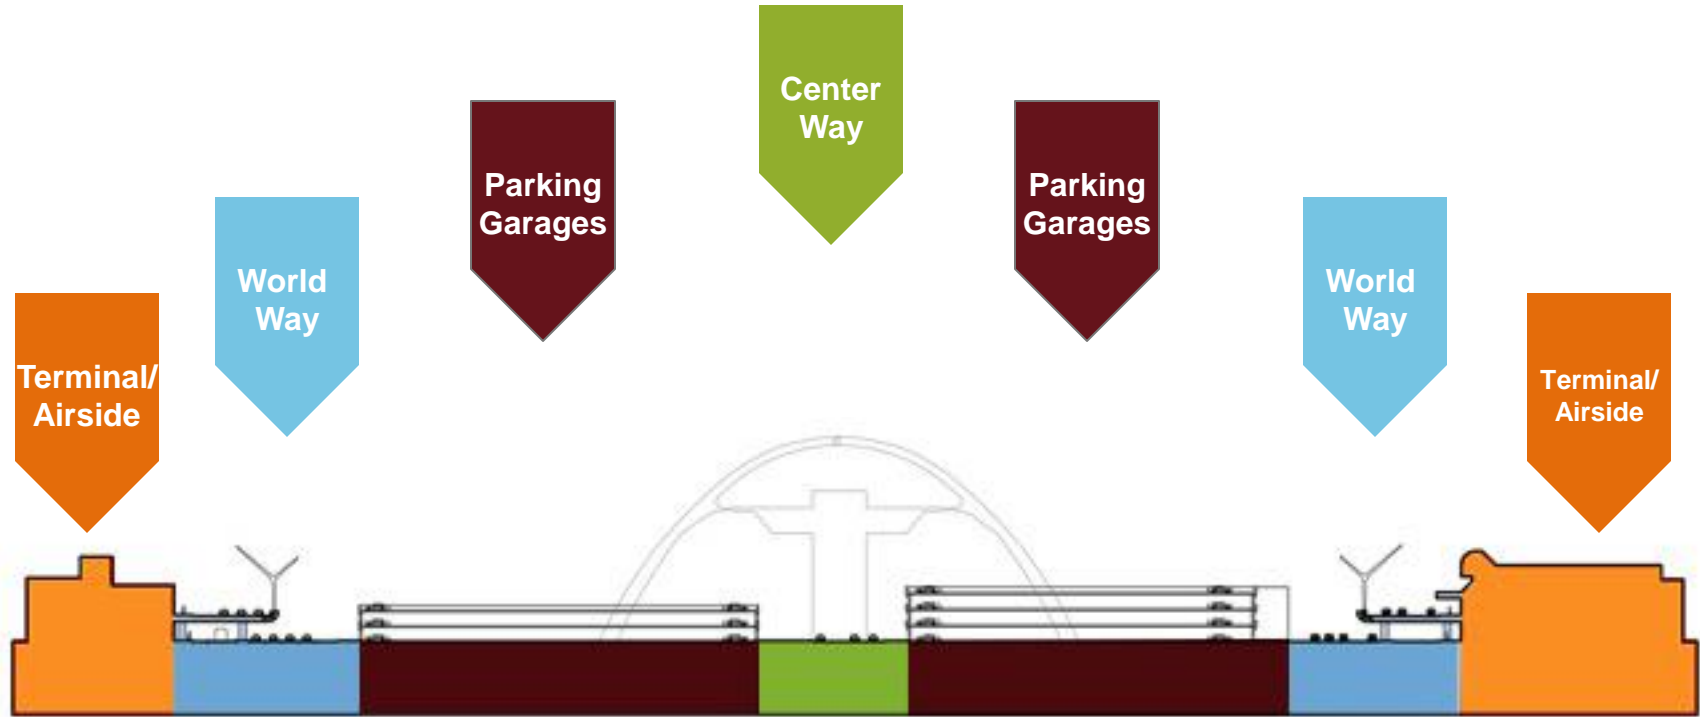 Center
Way
Parking
Garages
Parking
Garages
World
Way
World
Way
Terminal/
Airside
Terminal/
Airside